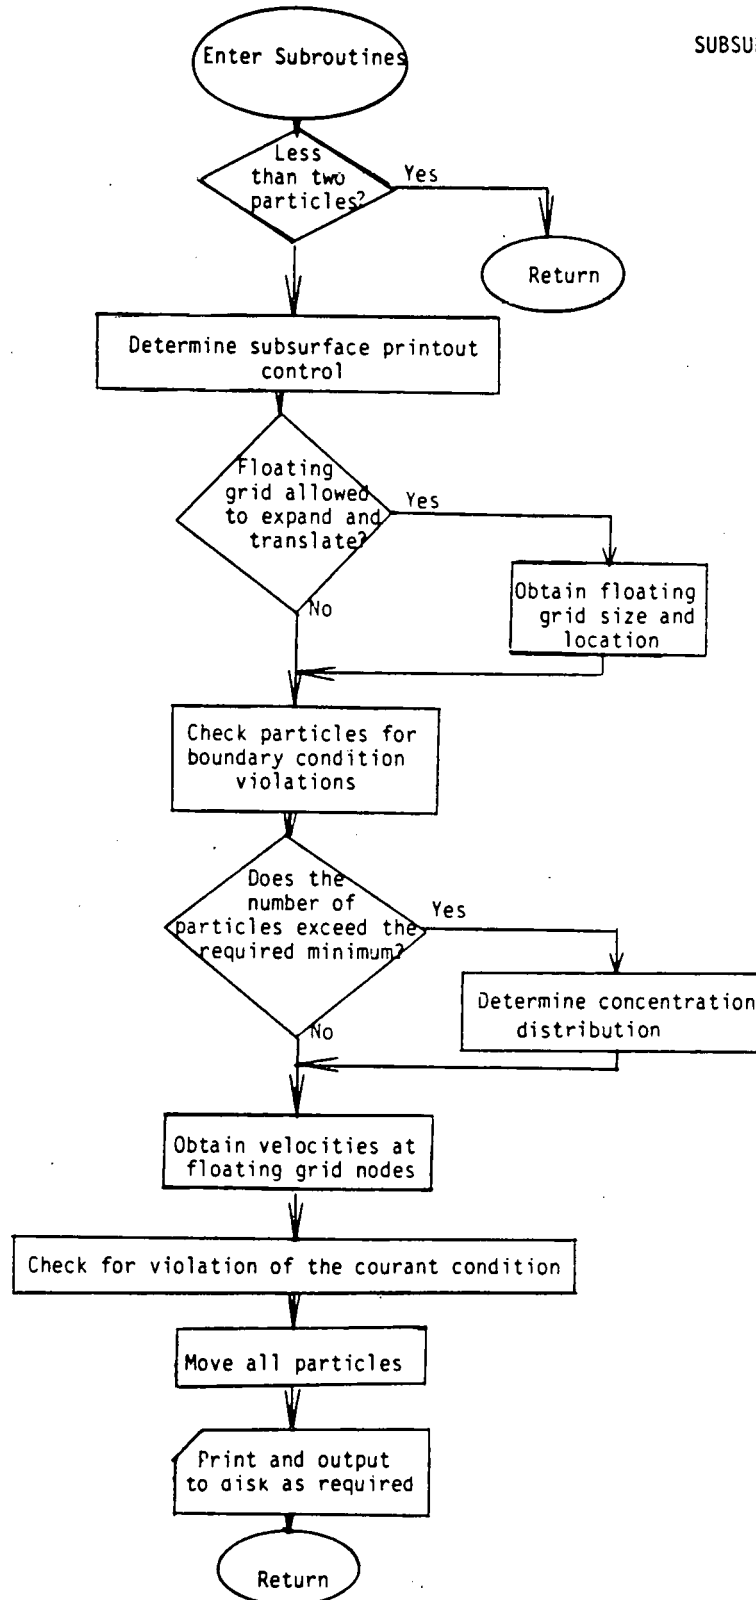 SUBSU
Enter Subroutines
Less
than two
particles?
Yes
Return
Determine subsurface printout
control
Floating
grid allowed
to expand and
translate?
Yes
Obtain floating
grid size and
location
No
Check particles for
boundary condition
violations
Does the
number of
particles exceed the
required minimum?
Yes
Determine concentration
distribution
No
Obtain velocities at
floating grid nodes
Check for violation of the courant condition
Move all particles
Print and output
to disk as required
Return